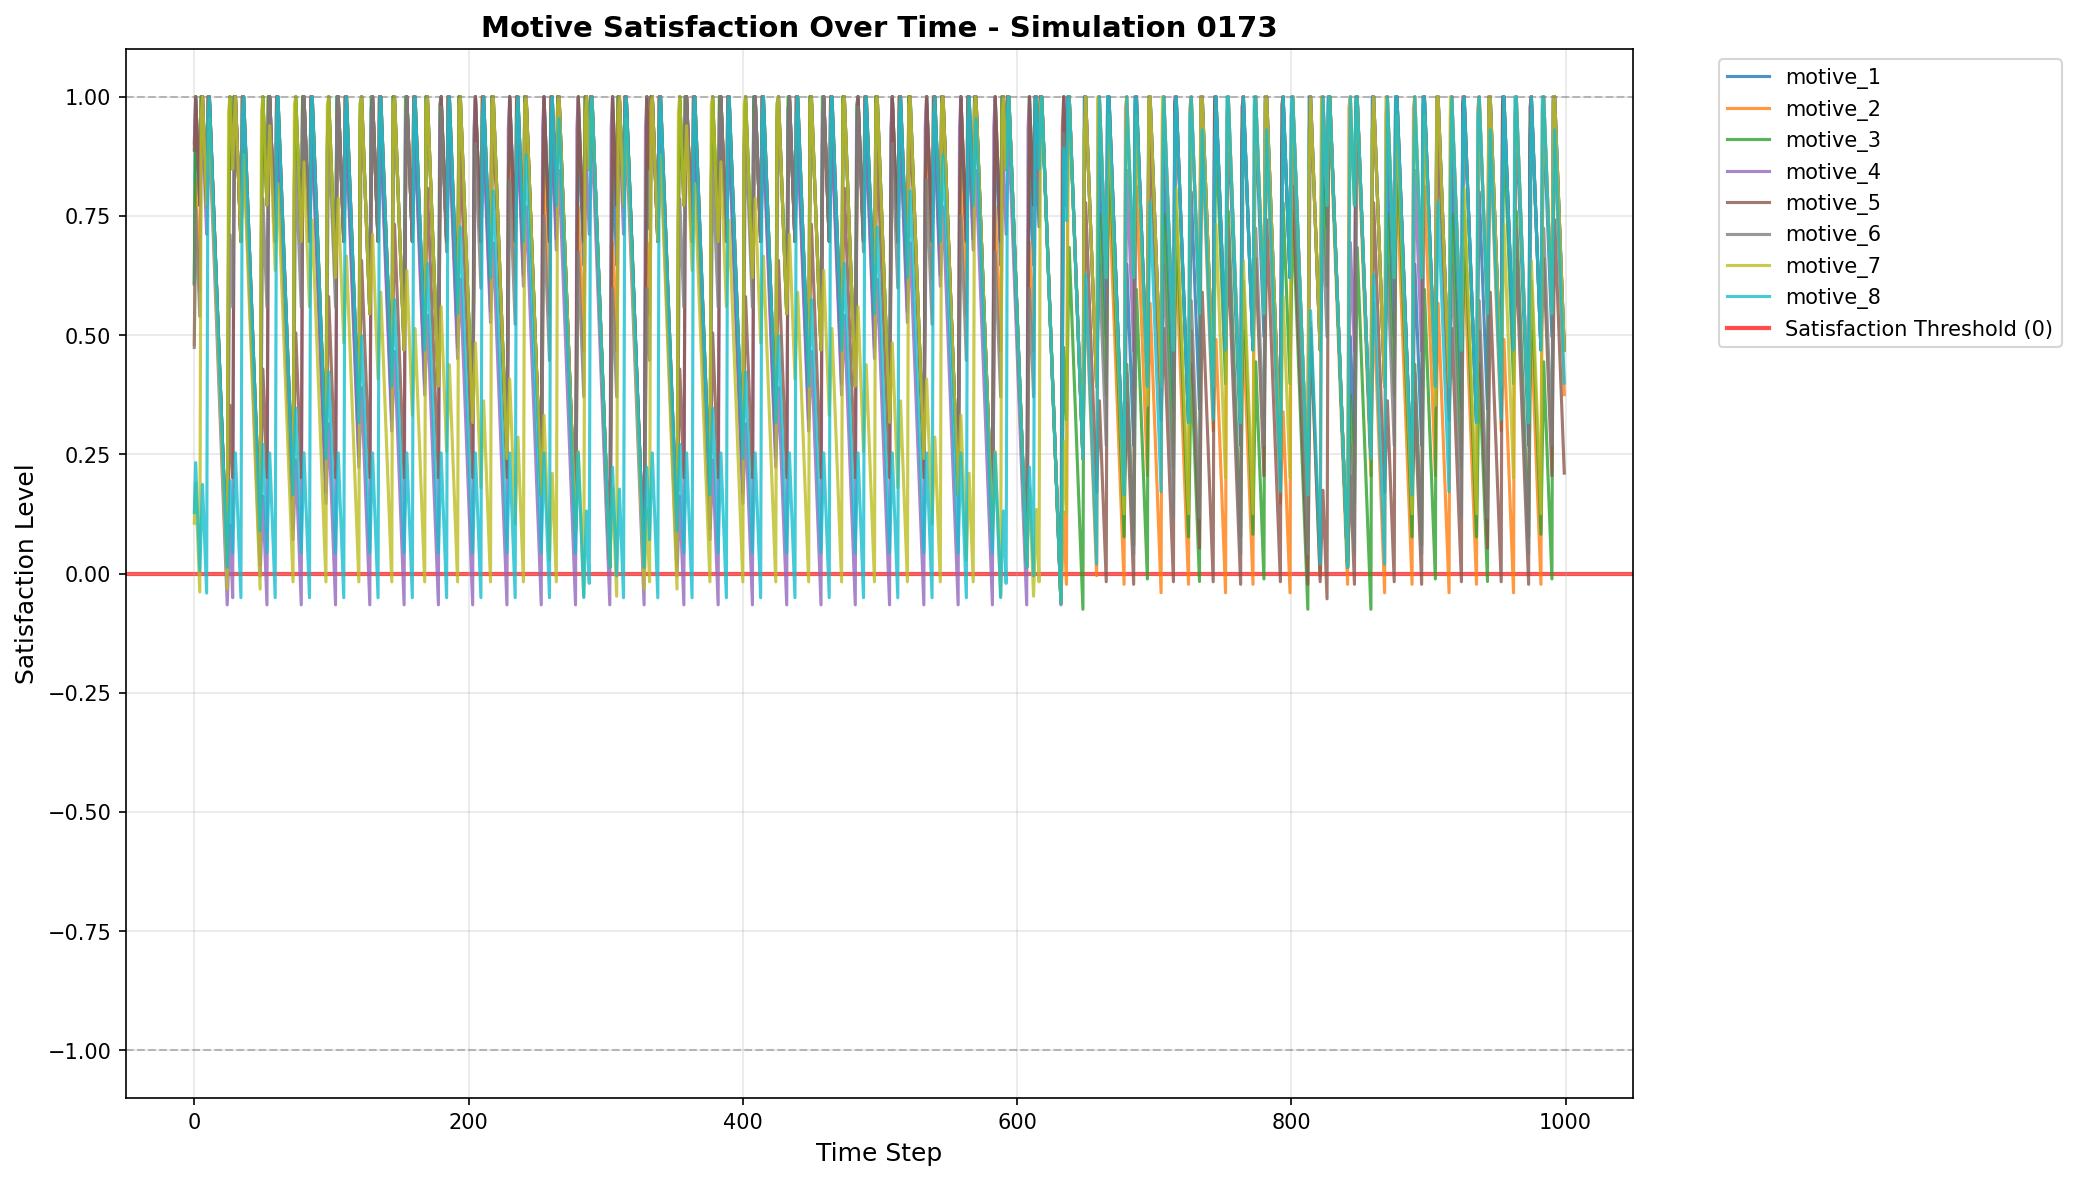 Motive Satisfaction Over Time - Simulation 0173
1.00
0.75
0.50
0.25
0.00
−0.25
−0.50
−0.75
−1.00
Satisfaction Level
0
200
400
600
800
1000
Time Step
motive_1
motive_2
motive_3
motive_4
motive_5
motive_6
motive_7
motive_8
Satisfaction Threshold (0)